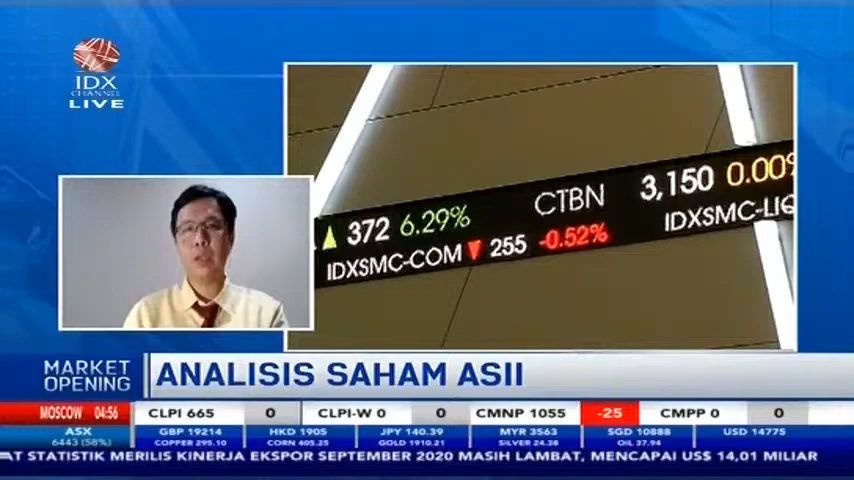 IDX
CHANNEL
LIVE
372 6.29%
CTBN
3,150 0.00%
IDXSMC-COM
255 -0.52%
IDXSMC-LIQ
MARKET
OPENING
ANALISIS SAHAM ASII
MOSCOW 04:56
CLPI 665 0 CLPI-W 0 0 CMNP 1055 -25 CMPP 0 0
ASX
6443 (58%)
GBP 19214 HKD 1905 JPY 140.39 MYR 3563 SGD 10888 USD 14775
COPPER 295.10 CORN 405.25 GOLD 1910.21 SILVER 24.38 OIL 37.94
AT STATISTIK MERILIS KINERJA EKSPOR SEPTEMBER 2020 MASIH LAMBAT, MENCAPAI US$ 14,01 MILIAR